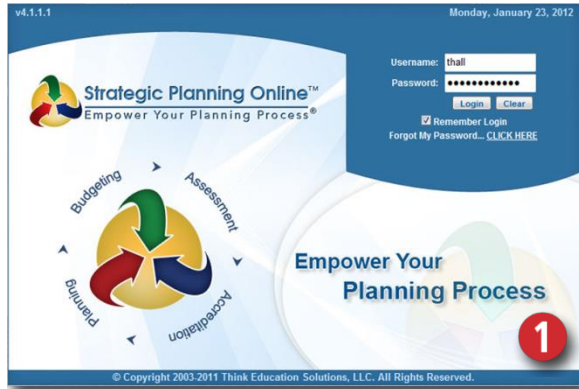 v4.1.1.1
Monday, January 23, 2012
Username: thall
Password: ●●●●●●●●●●●●
Login Clear
Remember Login
Forgot My Password... CLICK HERE
Strategic Planning Online™
Empower Your Planning Process®
Budgeting
Assessment
Planning
Accreditation
Empower Your
Planning Process
1
© Copyright 2003-2011 Think Education Solutions, LLC. All Rights Reserved.